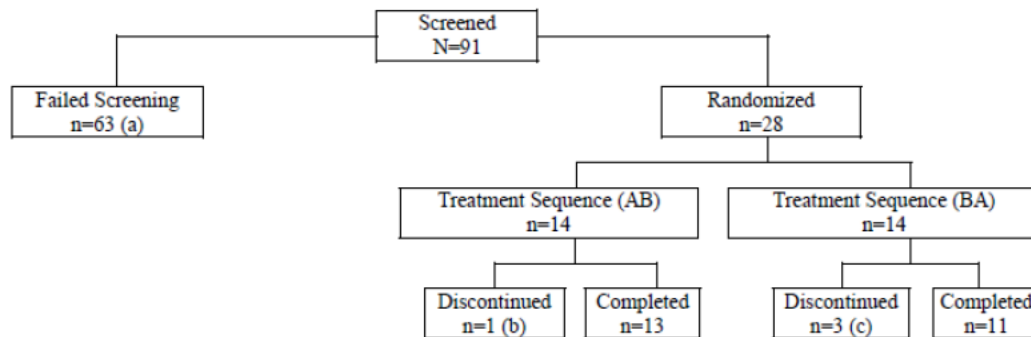 Screened
N=91
Failed Screening
n=63 (a)
Randomized
n=28
Treatment Sequence (AB)
n=14
Treatment Sequence (BA)
n=14
Discontinued
n=1 (b)
Completed
n=13
Discontinued
n=3 (c)
Completed
n=11